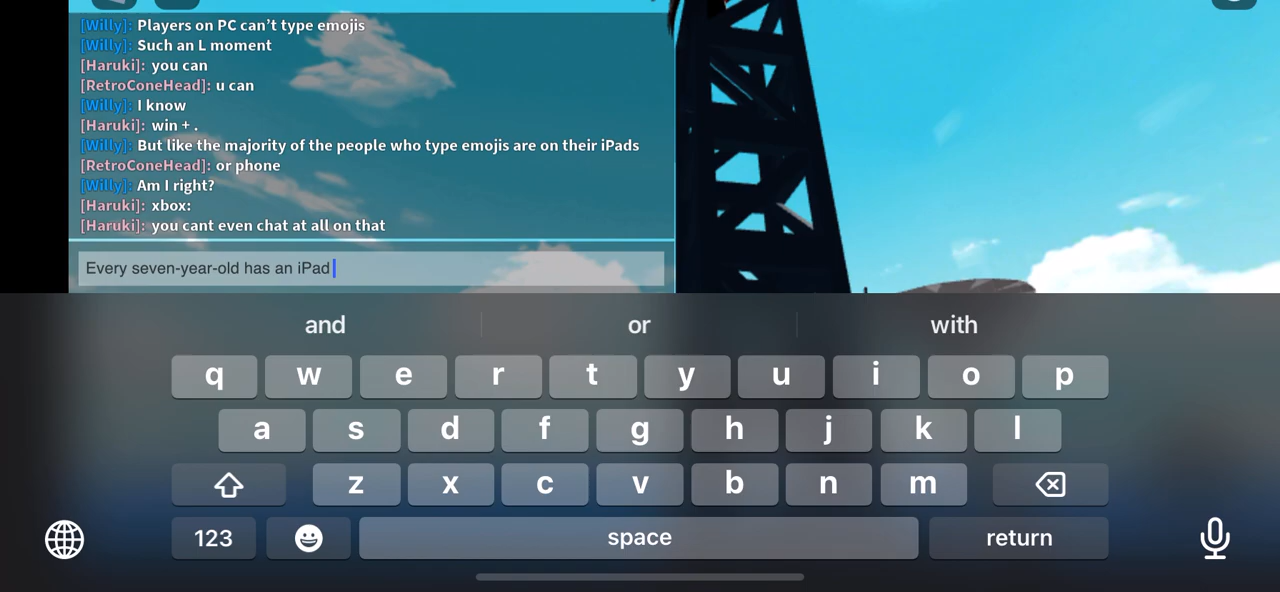 [Willy]: Players on PC can’t type emojis
[Willy]: Such an L moment
[Haruki]: you can
[RetroConeHead]: u can
[Willy]: I know
[Haruki]: win + .
[Willy]: But like the majority of the people who type emojis are on their iPads
[RetroConeHead]: or phone
[Willy]: Am I right?
[Haruki]: xbox:
[Haruki]: you cant even chat at all on that
Every seven-year-old has an iPad
and or with
q w e r t y u i o p
a s d f g h j k l
z x c v b n m
123 space return